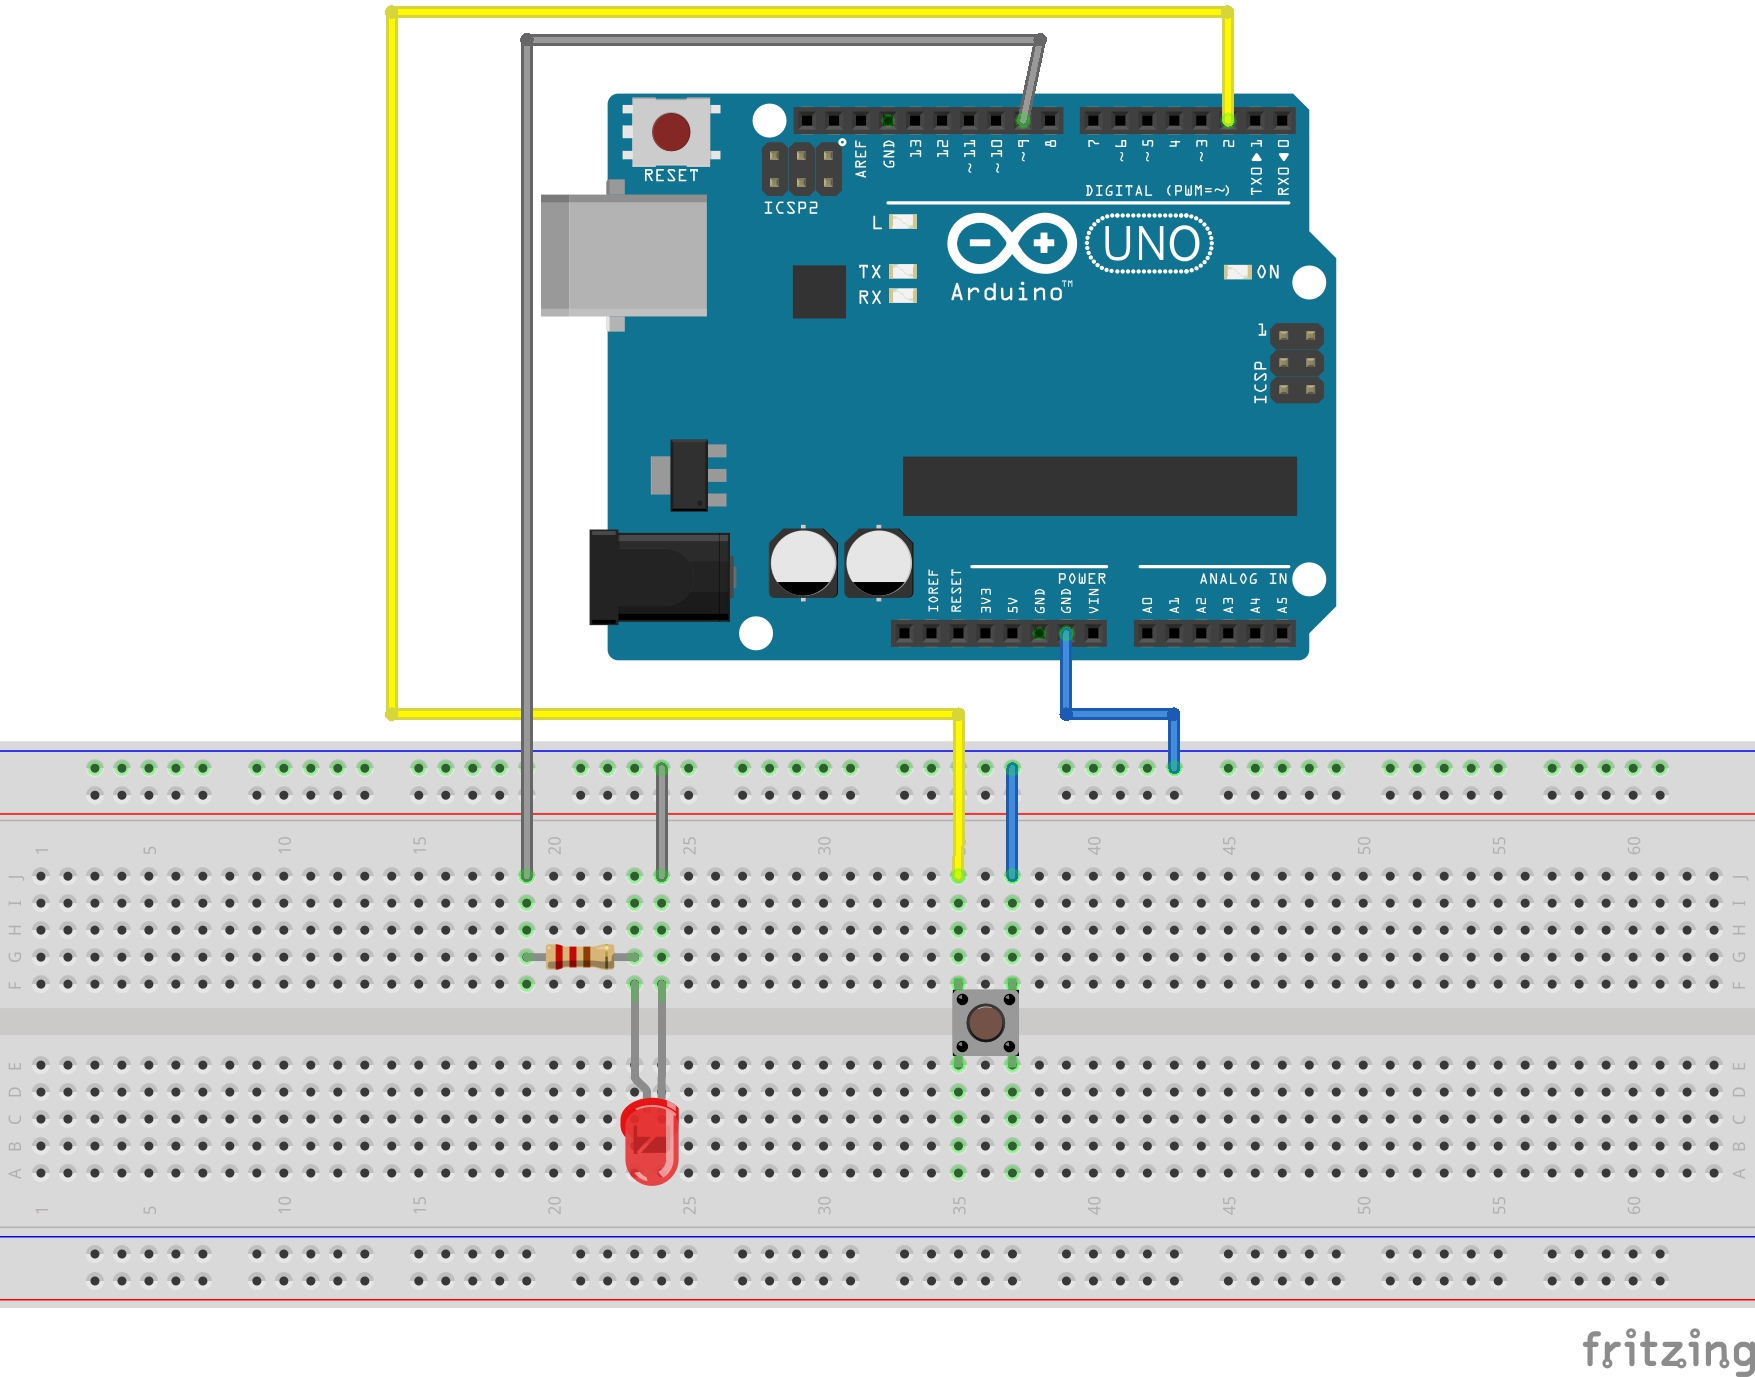 RESET
ICSP2
AREF
GND
13
12
~11
~10
~9
8
7
~6
~5
4
~3
2
TX0▶1
RX0◀0
DIGITAL (PWM=~)
L
TX
RX
Arduino™
UNO
ON
1
ICSP
IOREF
RESET
3V3
5V
GND
GND
VIN
POWER
ANALOG IN
A0
A1
A2
A3
A4
A5
1 5 10 15 20 25 30 40 45 50 55 60
J J
I I
H H
G G
F F
E E
D D
C C
B B
A A
1 5 10 15 20 25 30 35 40 45 50 55 60
fritzing